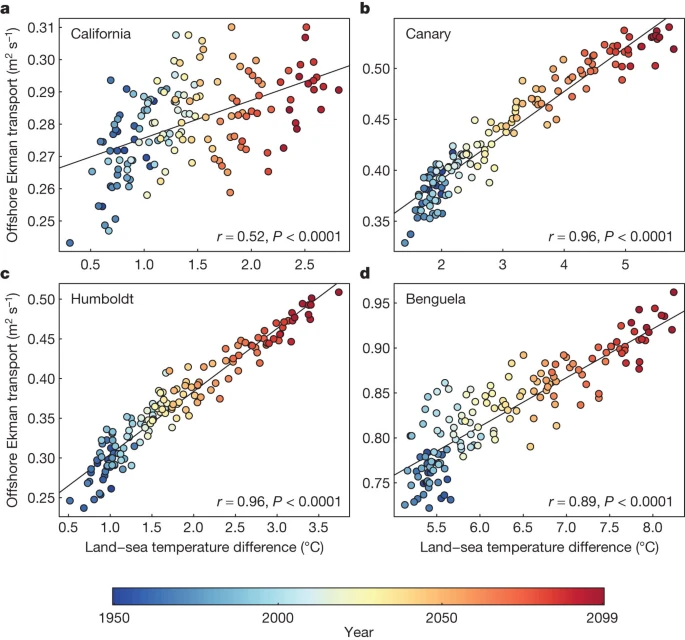 a
California
Offshore Ekman transport (m² s⁻¹)
0.31
0.30
0.29
0.28
0.27
0.26
0.25
r = 0.52, P < 0.0001
0.5 1.0 1.5 2.0 2.5
b
Canary
0.50
0.45
0.40
0.35
r = 0.96, P < 0.0001
2 3 4 5
c
Humboldt
Offshore Ekman transport (m² s⁻¹)
0.50
0.45
0.40
0.35
0.30
0.25
r = 0.96, P < 0.0001
0.5 1.0 1.5 2.0 2.5 3.0 3.5
Land–sea temperature difference (°C)
d
Benguela
0.95
0.90
0.85
0.80
0.75
r = 0.89, P < 0.0001
5.5 6.0 6.5 7.0 7.5 8.0
Land–sea temperature difference (°C)
1950 2000 2050 2099
Year